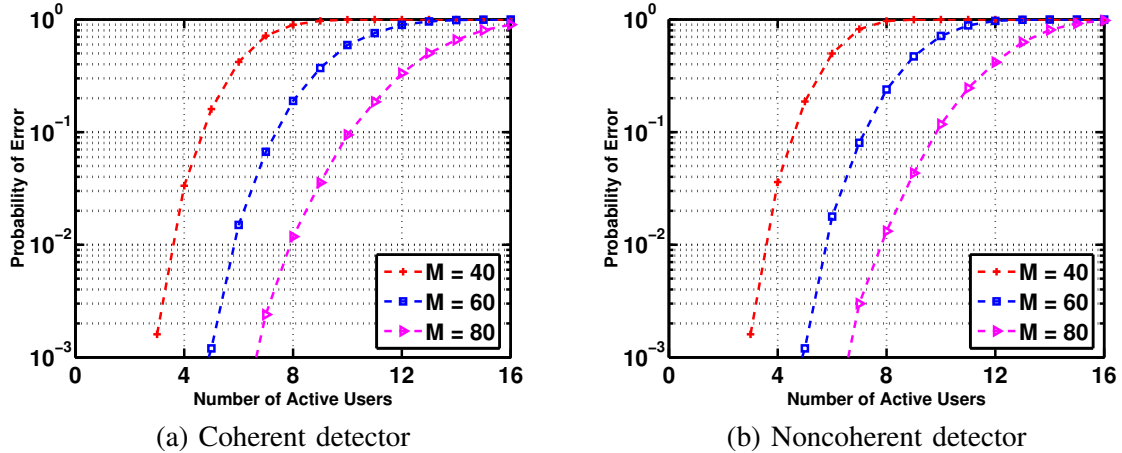 10^0
10^−1
10^−2
10^−3
Probability of Error
0 4 8 12 16
Number of Active Users
M = 40
M = 60
M = 80
(a) Coherent detector
10^0
10^−1
10^−2
10^−3
Probability of Error
0 4 8 12 16
Number of Active Users
M = 40
M = 60
M = 80
(b) Noncoherent detector